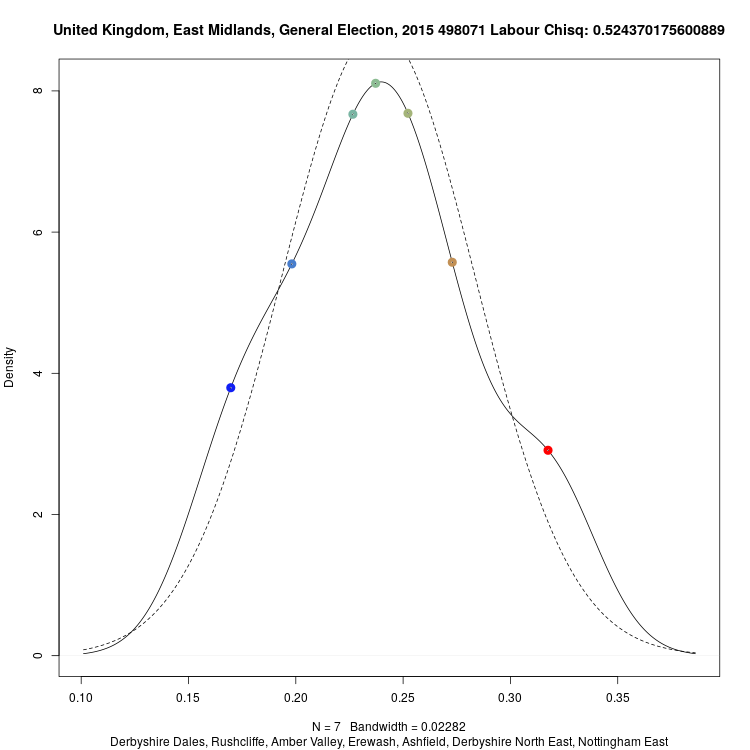 United Kingdom, East Midlands, General Election, 2015 498071 Labour Chisq: 0.524370175600889
Density
8
6
4
2
0
0.10 0.15 0.20 0.25 0.30 0.35
N = 7 Bandwidth = 0.02282
Derbyshire Dales, Rushcliffe, Amber Valley, Erewash, Ashfield, Derbyshire North East, Nottingham East